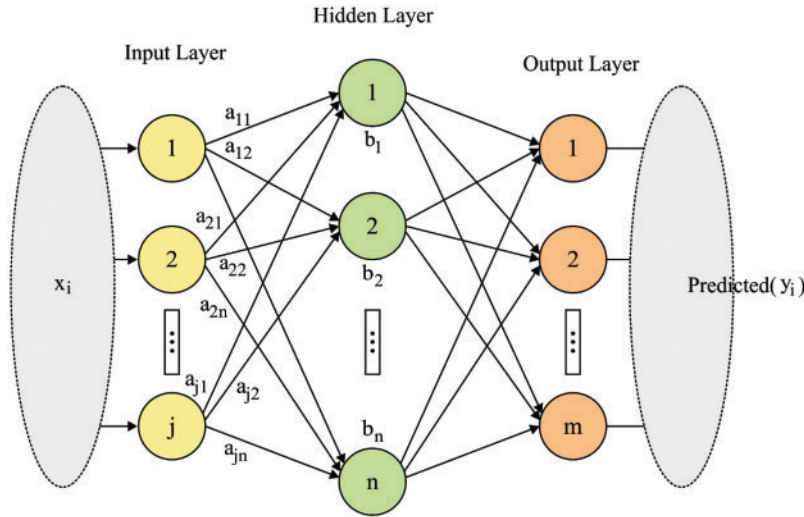 Hidden Layer
Input Layer
Output Layer
1
1
1
a11
a12
b1
a21
a22
a2n
2
2
2
b2
xi
Predicted(yi)
aj1
aj2
ajn
bn
j
n
m